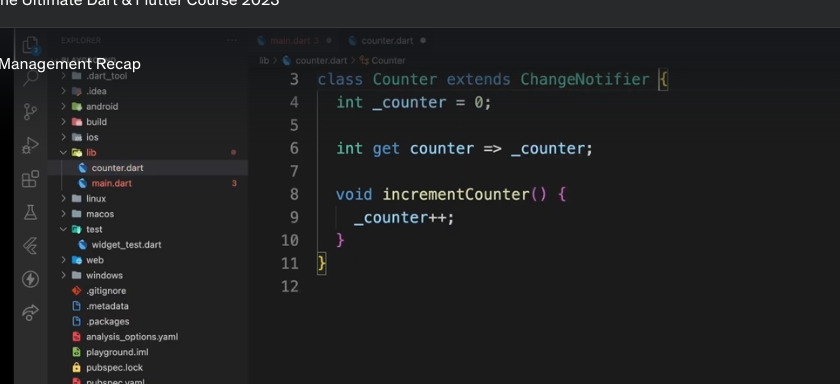 he Ultimate Dart & Flutter Course 2023
Management Recap
EXPLORER
main.dart
counter.dart
lib > counter.dart > Counter
.dart_tool
.idea
android
build
ios
lib
counter.dart
main.dart 3
linux
macos
test
widget_test.dart
web
windows
.gitignore
.metadata
.packages
analysis_options.yaml
playground.iml
pubspec.lock
pubspec.yaml
3 class Counter extends ChangeNotifier {
4 int _counter = 0;
5
6 int get counter => _counter;
7
8 void incrementCounter() {
9 _counter++;
10 }
11 }
12